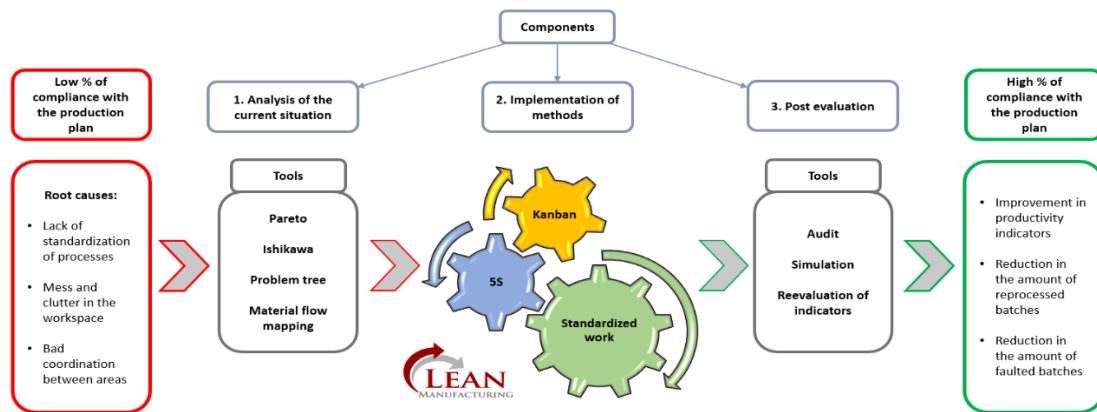 Components
Low % of
compliance with
the production
plan
1. Analysis of the
current situation
2. Implementation of
methods
3. Post evaluation
High % of
compliance with
the production
plan
Root causes:
• Lack of
standardization
of processes
• Mess and
clutter in the
workspace
• Bad
coordination
between areas
Tools
Pareto
Ishikawa
Problem tree
Material flow
mapping
Kanban
5S
Standardized
work
LEAN
MANUFACTURING
Tools
Audit
Simulation
Reevaluation of
indicators
• Improvement in
productivity
indicators
• Reduction in
the amount of
reprocessed
batches
• Reduction in
the amount of
faulted batches